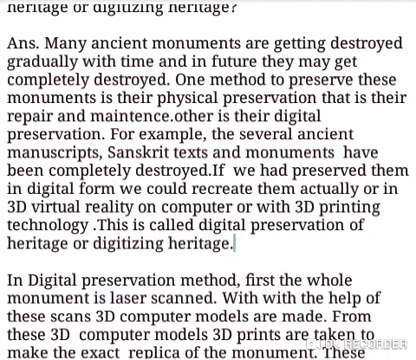 heritage or digitizing heritage?
Ans. Many ancient monuments are getting destroyed
gradually with time and in future they may get
completely destroyed. One method to preserve these
monuments is their physical preservation that is their
repair and maintence.other is their digital
preservation. For example, the several ancient
manuscripts, Sanskrit texts and monuments have
been completely destroyed.If we had preserved them
in digital form we could recreate them actually or in
3D virtual reality on computer or with 3D printing
technology .This is called digital preservation of
heritage or digitizing heritage.
In Digital preservation method, first the whole
monument is laser scanned. With with the help of
these scans 3D computer models are made. From
these 3D computer models 3D prints are taken to
make the exact replica of the monument. These
RECORDER